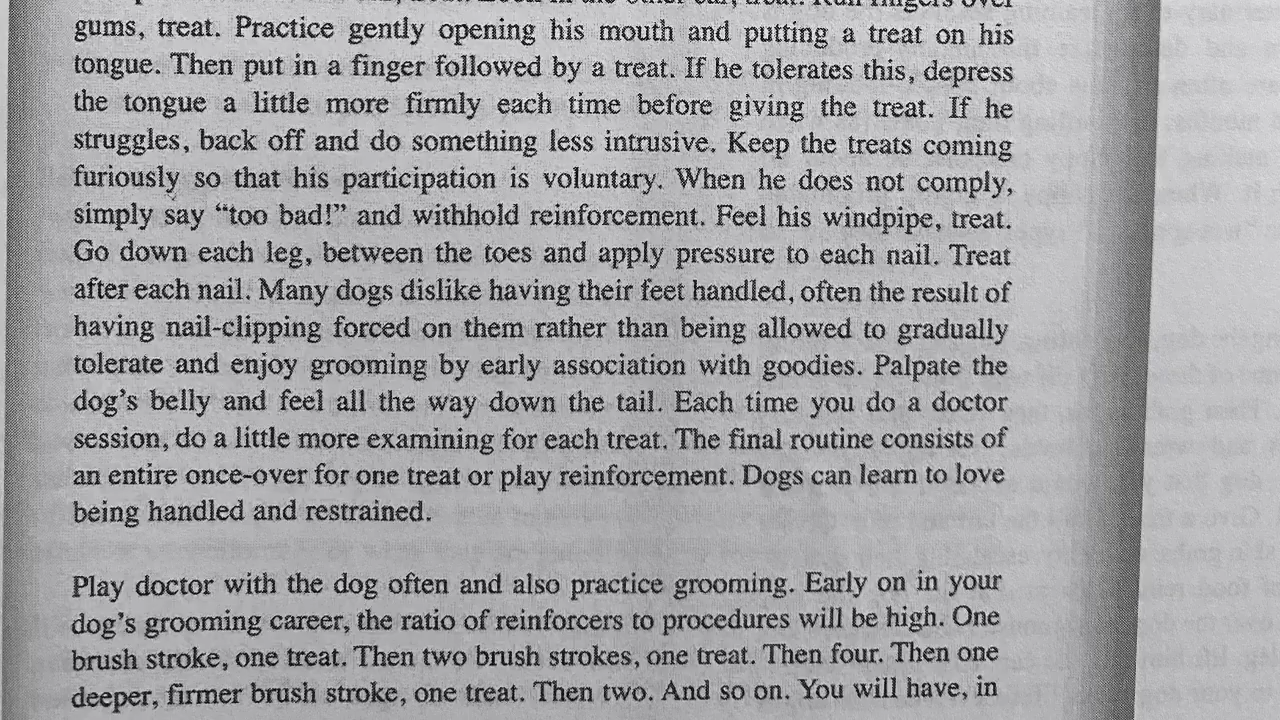 gums, treat. Practice gently opening his mouth and putting a treat on his
tongue. Then put in a finger followed by a treat. If he tolerates this, depress
the tongue a little more firmly each time before giving the treat. If he
struggles, back off and do something less intrusive. Keep the treats coming
furiously so that his participation is voluntary. When he does not comply,
simply say “too bad!” and withhold reinforcement. Feel his windpipe, treat.
Go down each leg, between the toes and apply pressure to each nail. Treat
after each nail. Many dogs dislike having their feet handled, often the result of
having nail-clipping forced on them rather than being allowed to gradually
tolerate and enjoy grooming by early association with goodies. Palpate the
dog’s belly and feel all the way down the tail. Each time you do a doctor
session, do a little more examining for each treat. The final routine consists of
an entire once-over for one treat or play reinforcement. Dogs can learn to love
being handled and restrained.
Play doctor with the dog often and also practice grooming. Early on in your
dog’s grooming career, the ratio of reinforcers to procedures will be high. One
brush stroke, one treat. Then two brush strokes, one treat. Then four. Then one
deeper, firmer brush stroke, one treat. Then two. And so on. You will have, in